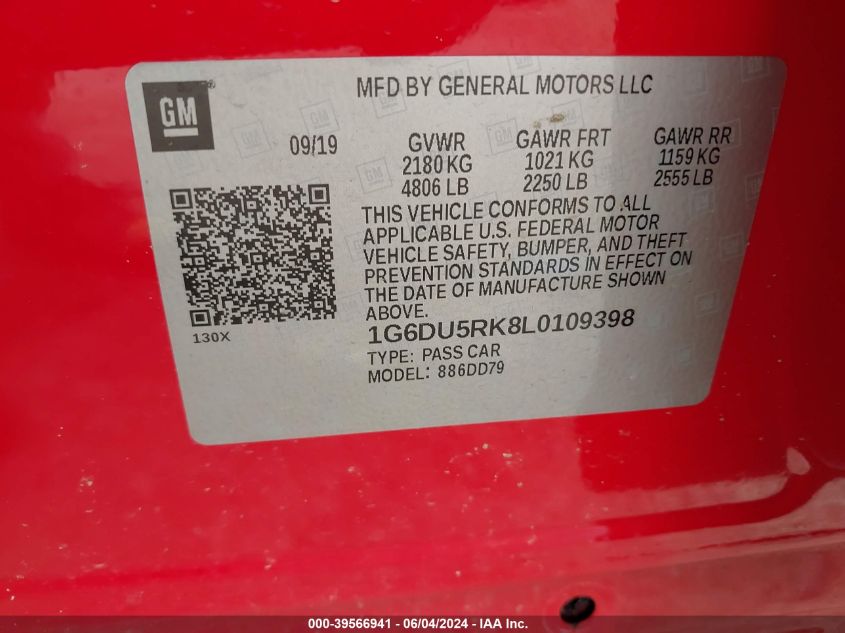 GM
MFD BY GENERAL MOTORS LLC
09/19
GVWR
2180 KG
4806 LB
GAWR FRT
1021 KG
2250 LB
GAWR RR
1159 KG
2555 LB
THIS VEHICLE CONFORMS TO ALL
APPLICABLE U.S. FEDERAL MOTOR
VEHICLE SAFETY, BUMPER, AND THEFT
PREVENTION STANDARDS IN EFFECT ON
THE DATE OF MANUFACTURE SHOWN
ABOVE.
130X
1G6DU5RK8L0109398
TYPE: PASS CAR
MODEL: 886DD79
000-39566941 - 06/04/2024 - IAA Inc.